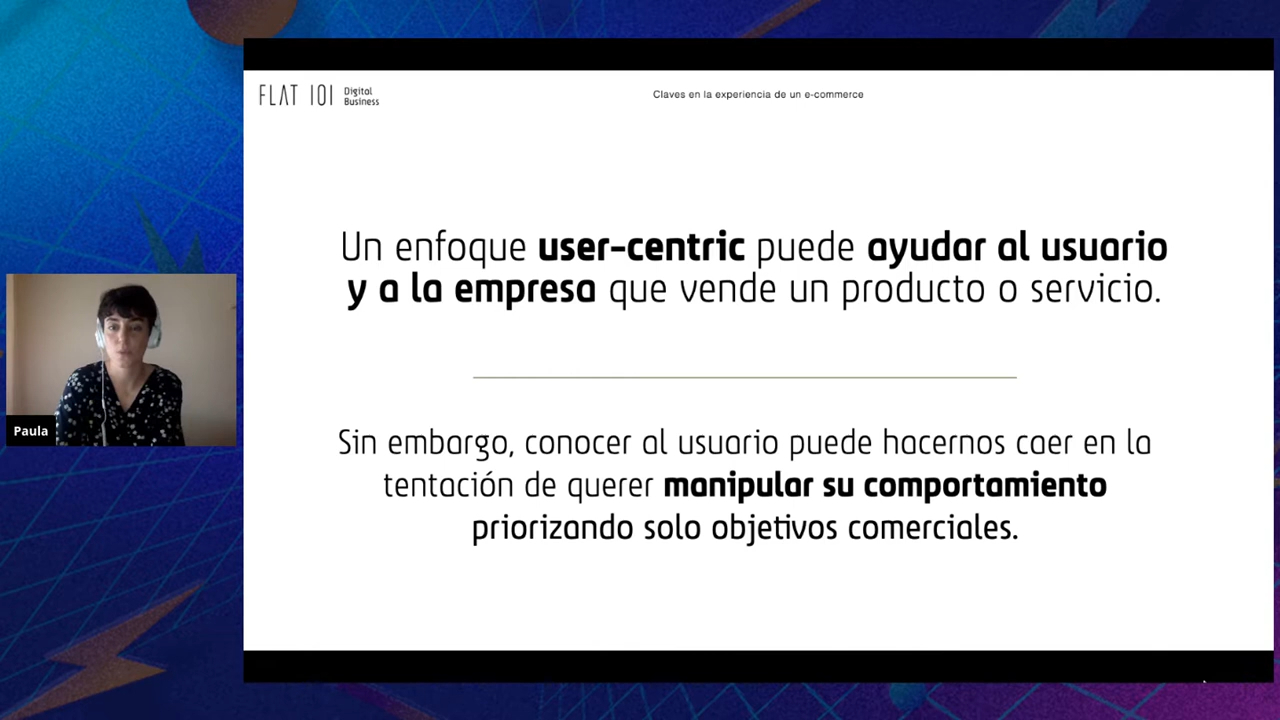 FLAT 101 Digital Business
Claves en la experiencia de un e-commerce
Un enfoque user-centric puede ayudar al usuario
y a la empresa que vende un producto o servicio.
Sin embargo, conocer al usuario puede hacernos caer en la
tentación de querer manipular su comportamiento
priorizando solo objetivos comerciales.
Paula